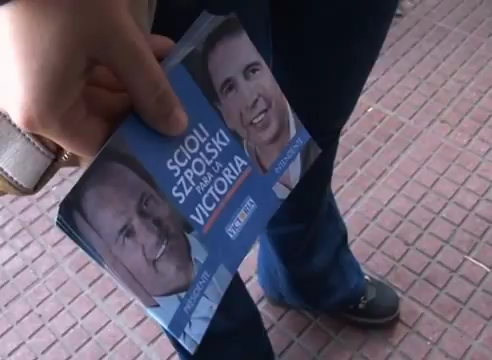 SCIOLI
SZPOLSKI
PARA LA
VICTORIA
PRESIDENTE
INTENDENTE